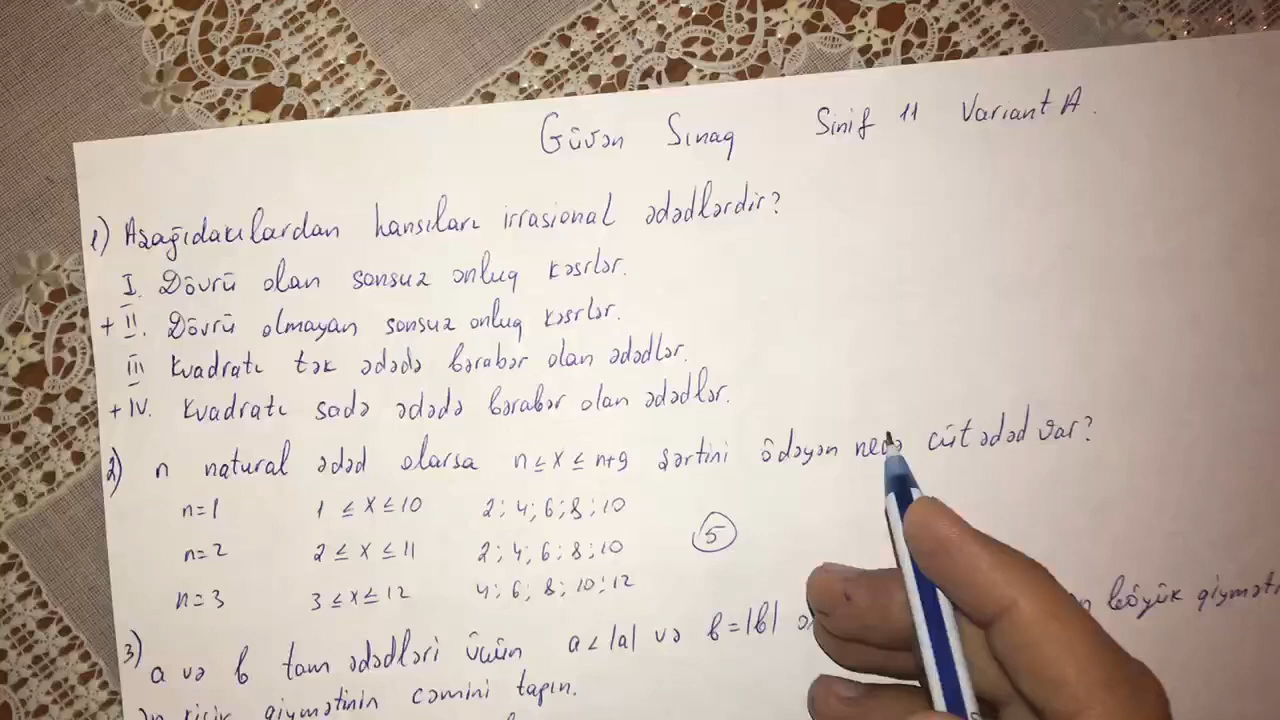 Güvən Sınaq Sinif 11 Variant A.
1) Aşağıdakılardan hansıları irrasional ədədlərdir?
I. Dövrü olan sonsuz onluq kəsrlər.
+ II. Dövrü olmayan sonsuz onluq kəsrlər.
III Kvadratı tək ədədə bərabər olan ədədlər.
+ IV. Kvadratı sadə ədədə bərabər olan ədədlər.
2) n natural ədəd olarsa n ≤ x ≤ n+9 şərtini ödəyən neçə cüt ədəd var?
n=1 1 ≤ x ≤ 10 2; 4; 6; 8; 10
n=2 2 ≤ x ≤ 11 2; 4; 6; 8; 10 5
n=3 3 ≤ x ≤ 12 4; 6; 8; 10; 12
3) a və b tam ədədləri üçün a < |a| və b = |b| böyük
ən kiçik qiymətinin cəmini tapın.